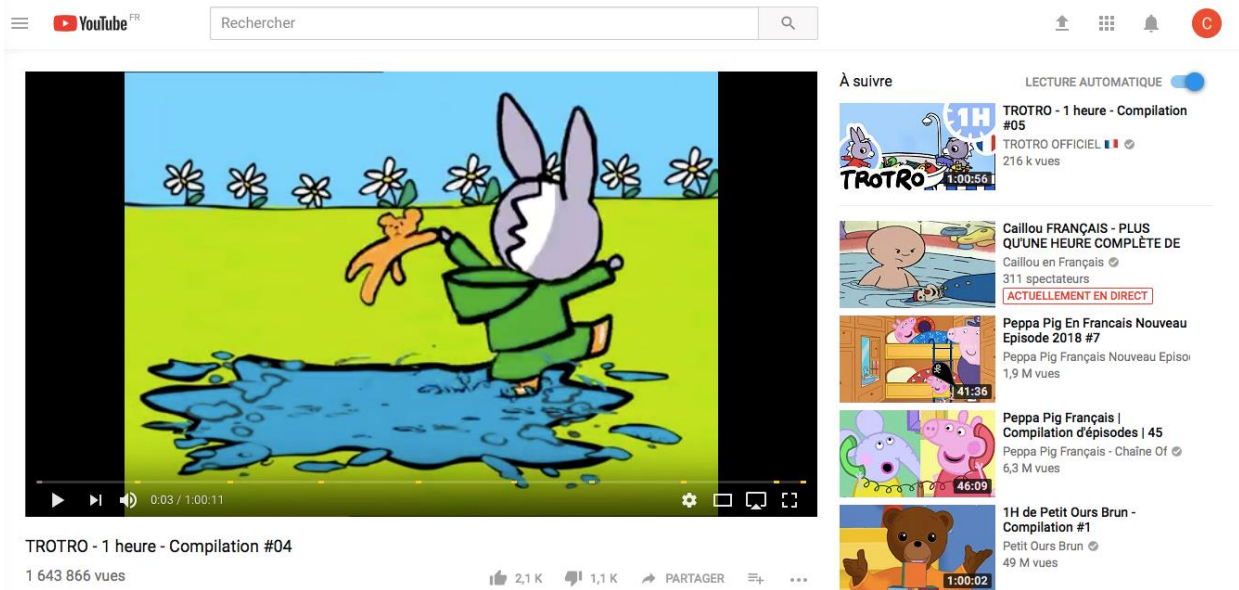 YouTube FR
Rechercher
C
0:03 / 1:00:11
TROTRO - 1 heure - Compilation #04
1 643 866 vues
2,1 K
1,1 K
PARTAGER
À suivre
LECTURE AUTOMATIQUE
1H
TROTRO
1:00:56
TROTRO - 1 heure - Compilation
#05
TROTRO OFFICIEL
216 k vues
Caillou FRANÇAIS - PLUS
QU'UNE HEURE COMPLÈTE DE
Caillou en Français
311 spectateurs
ACTUELLEMENT EN DIRECT
41:36
Peppa Pig En Francais Nouveau
Episode 2018 #7
Peppa Pig Français Nouveau Episo
1,9 M vues
46:09
Peppa Pig Français |
Compilation d'épisodes | 45
Peppa Pig Français - Chaîne Of
6,3 M vues
1:00:02
1H de Petit Ours Brun -
Compilation #1
Petit Ours Brun
49 M vues